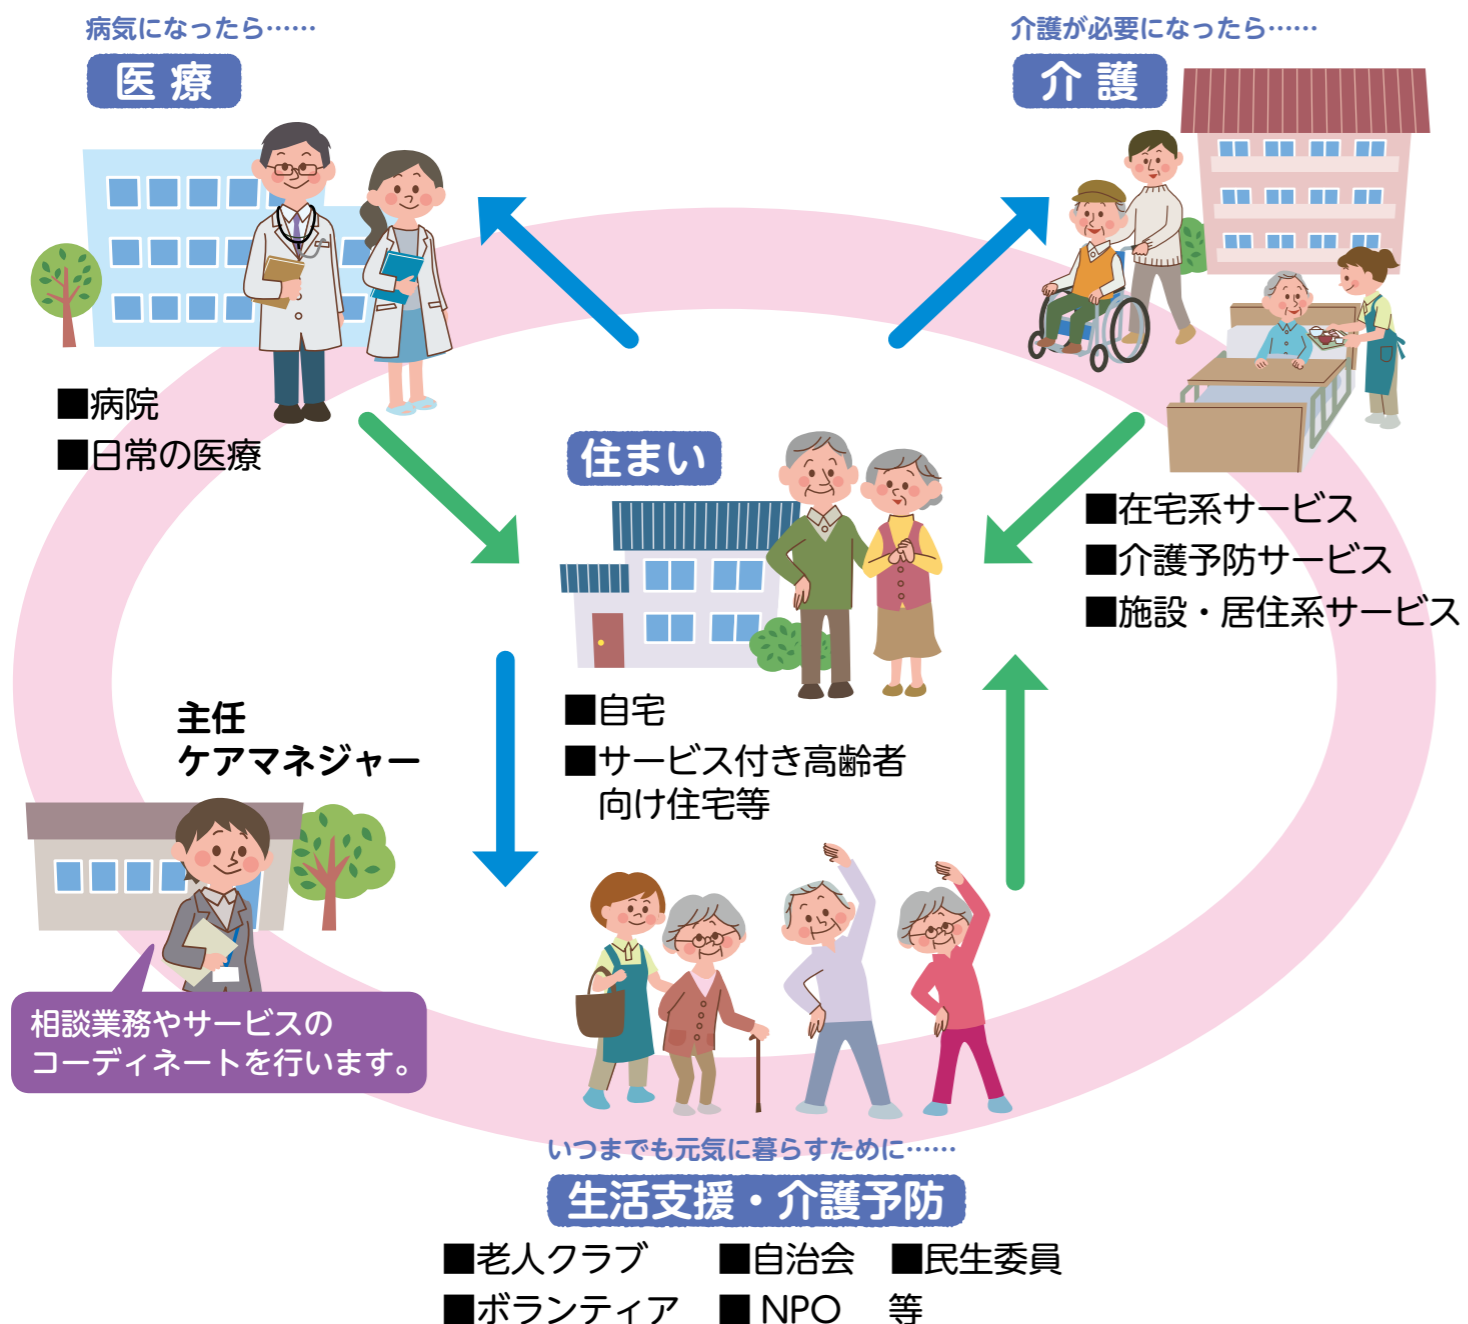 病気になったら……
医療
介護が必要になったら……
介護
■病院
■日常の医療
住まい
■在宅系サービス
■介護予防サービス
■施設・居住系サービス
■自宅
■サービス付き高齢者
向け住宅等
主任
ケアマネジャー
相談業務やサービスの
コーディネートを行います。
いつまでも元気に暮らすために……
生活支援・介護予防
■老人クラブ ■自治会 ■民生委員
■ボランティア ■NPO 等